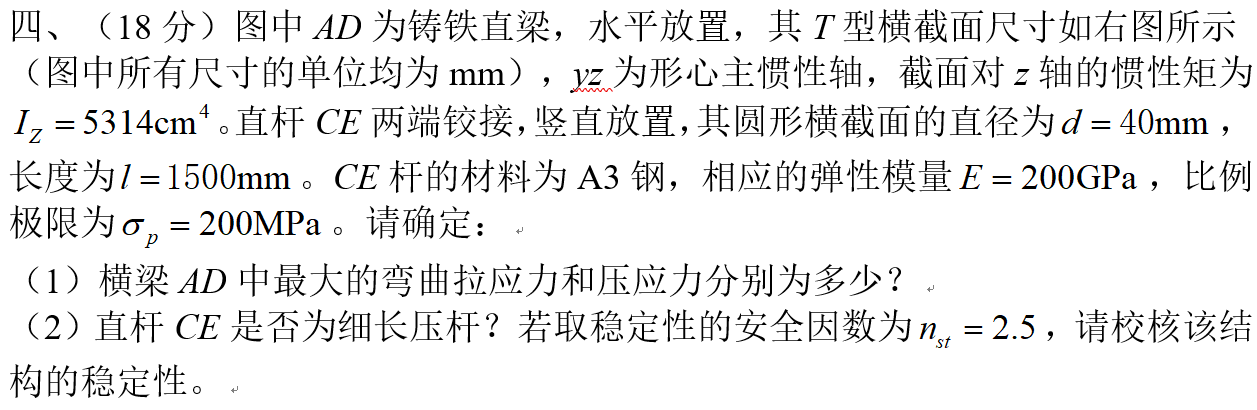 四、（18 分）图中 AD 为铸铁直梁，水平放置，其 T 型横截面尺寸如右图所示
（图中所有尺寸的单位均为 mm），yz 为形心主惯性轴，截面对 z 轴的惯性矩为
I_Z = 5314cm⁴。直杆 CE 两端铰接，竖直放置，其圆形横截面的直径为 d = 40mm，
长度为 l = 1500mm。CE 杆的材料为 A3 钢，相应的弹性模量 E = 200GPa，比例
极限为 σ_p = 200MPa。请确定：
（1）横梁 AD 中最大的弯曲拉应力和压应力分别为多少？
（2）直杆 CE 是否为细长压杆？若取稳定性的安全因数为 n_st = 2.5，请校核该结
构的稳定性。